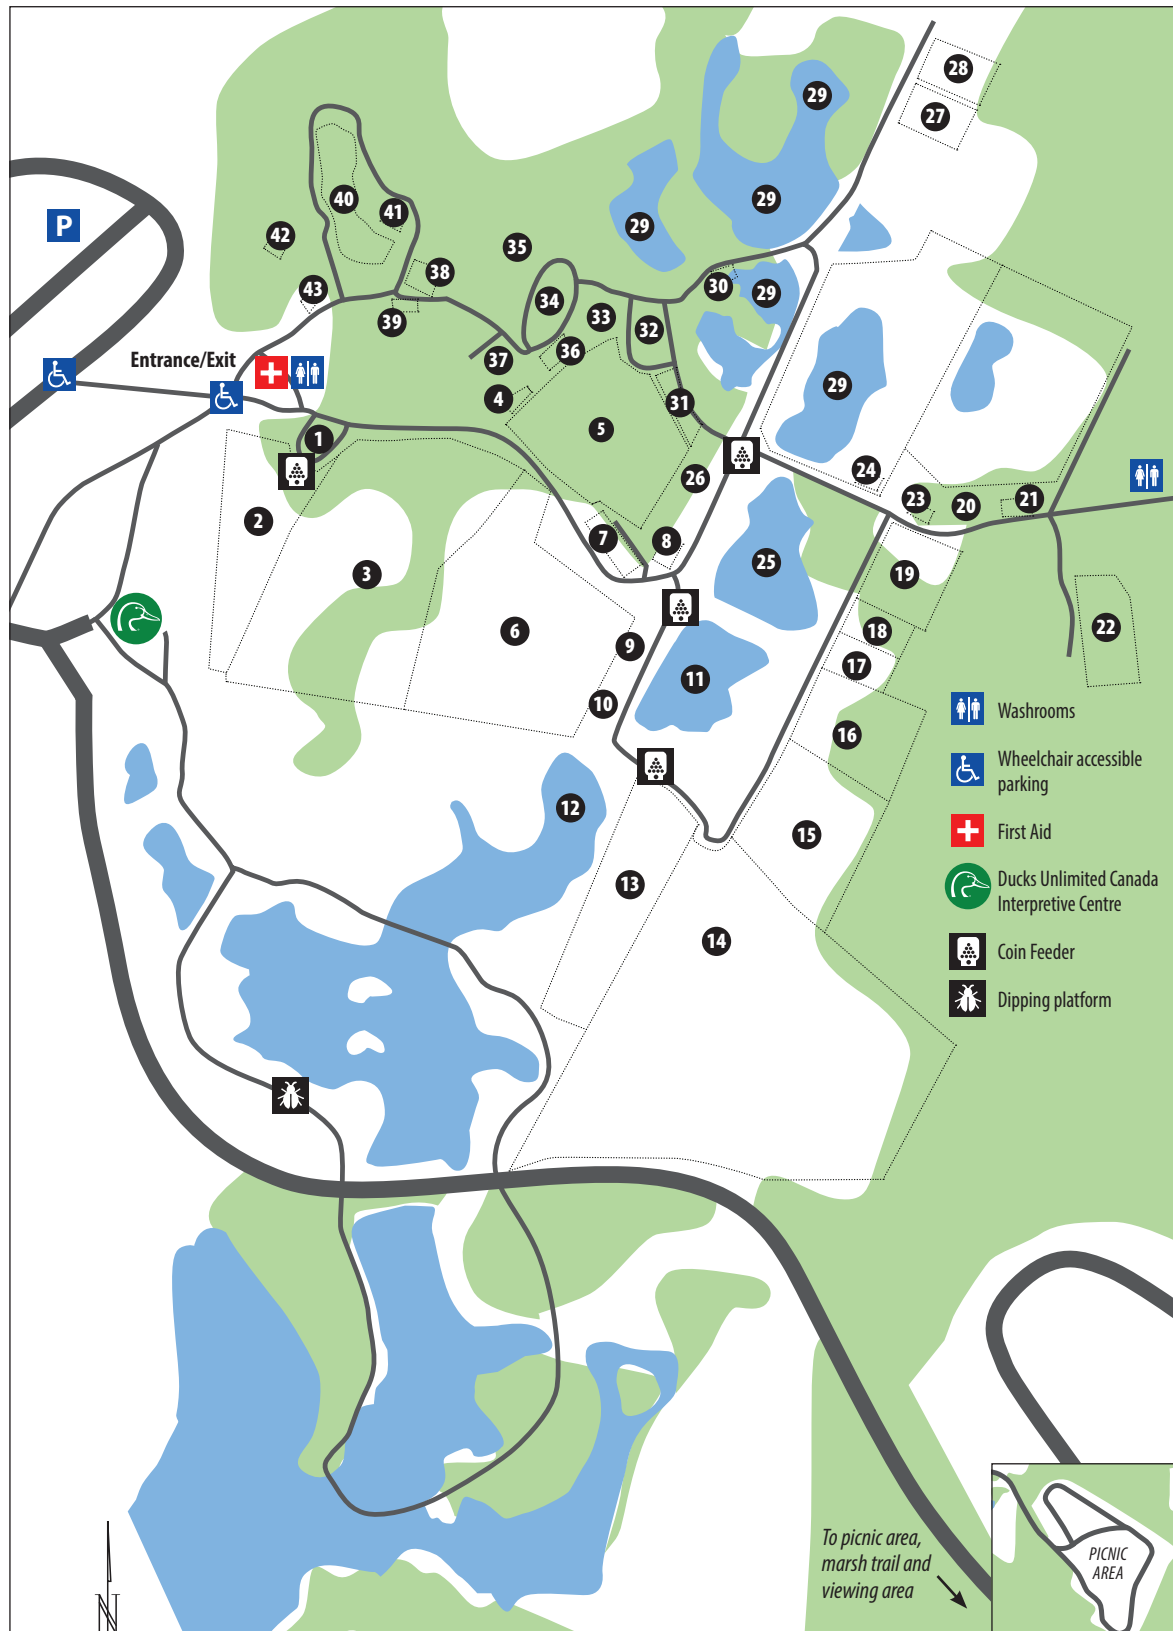 28
29
27
40
29
41
29
42
35
38
30
43
34
29
33
39
32
36
37
Entrance/Exit
29
4
31
1
5
24
26
23
20
21
2
7
8
25
3
19
22
18
6
9
17
11
10
16
12
15
13
14
P
Washrooms
Wheelchair accessible
parking
First Aid
Ducks Unlimited Canada
Interpretive Centre
Coin Feeder
Dipping platform
To picnic area,
marsh trail and
viewing area
PICNIC
AREA
N